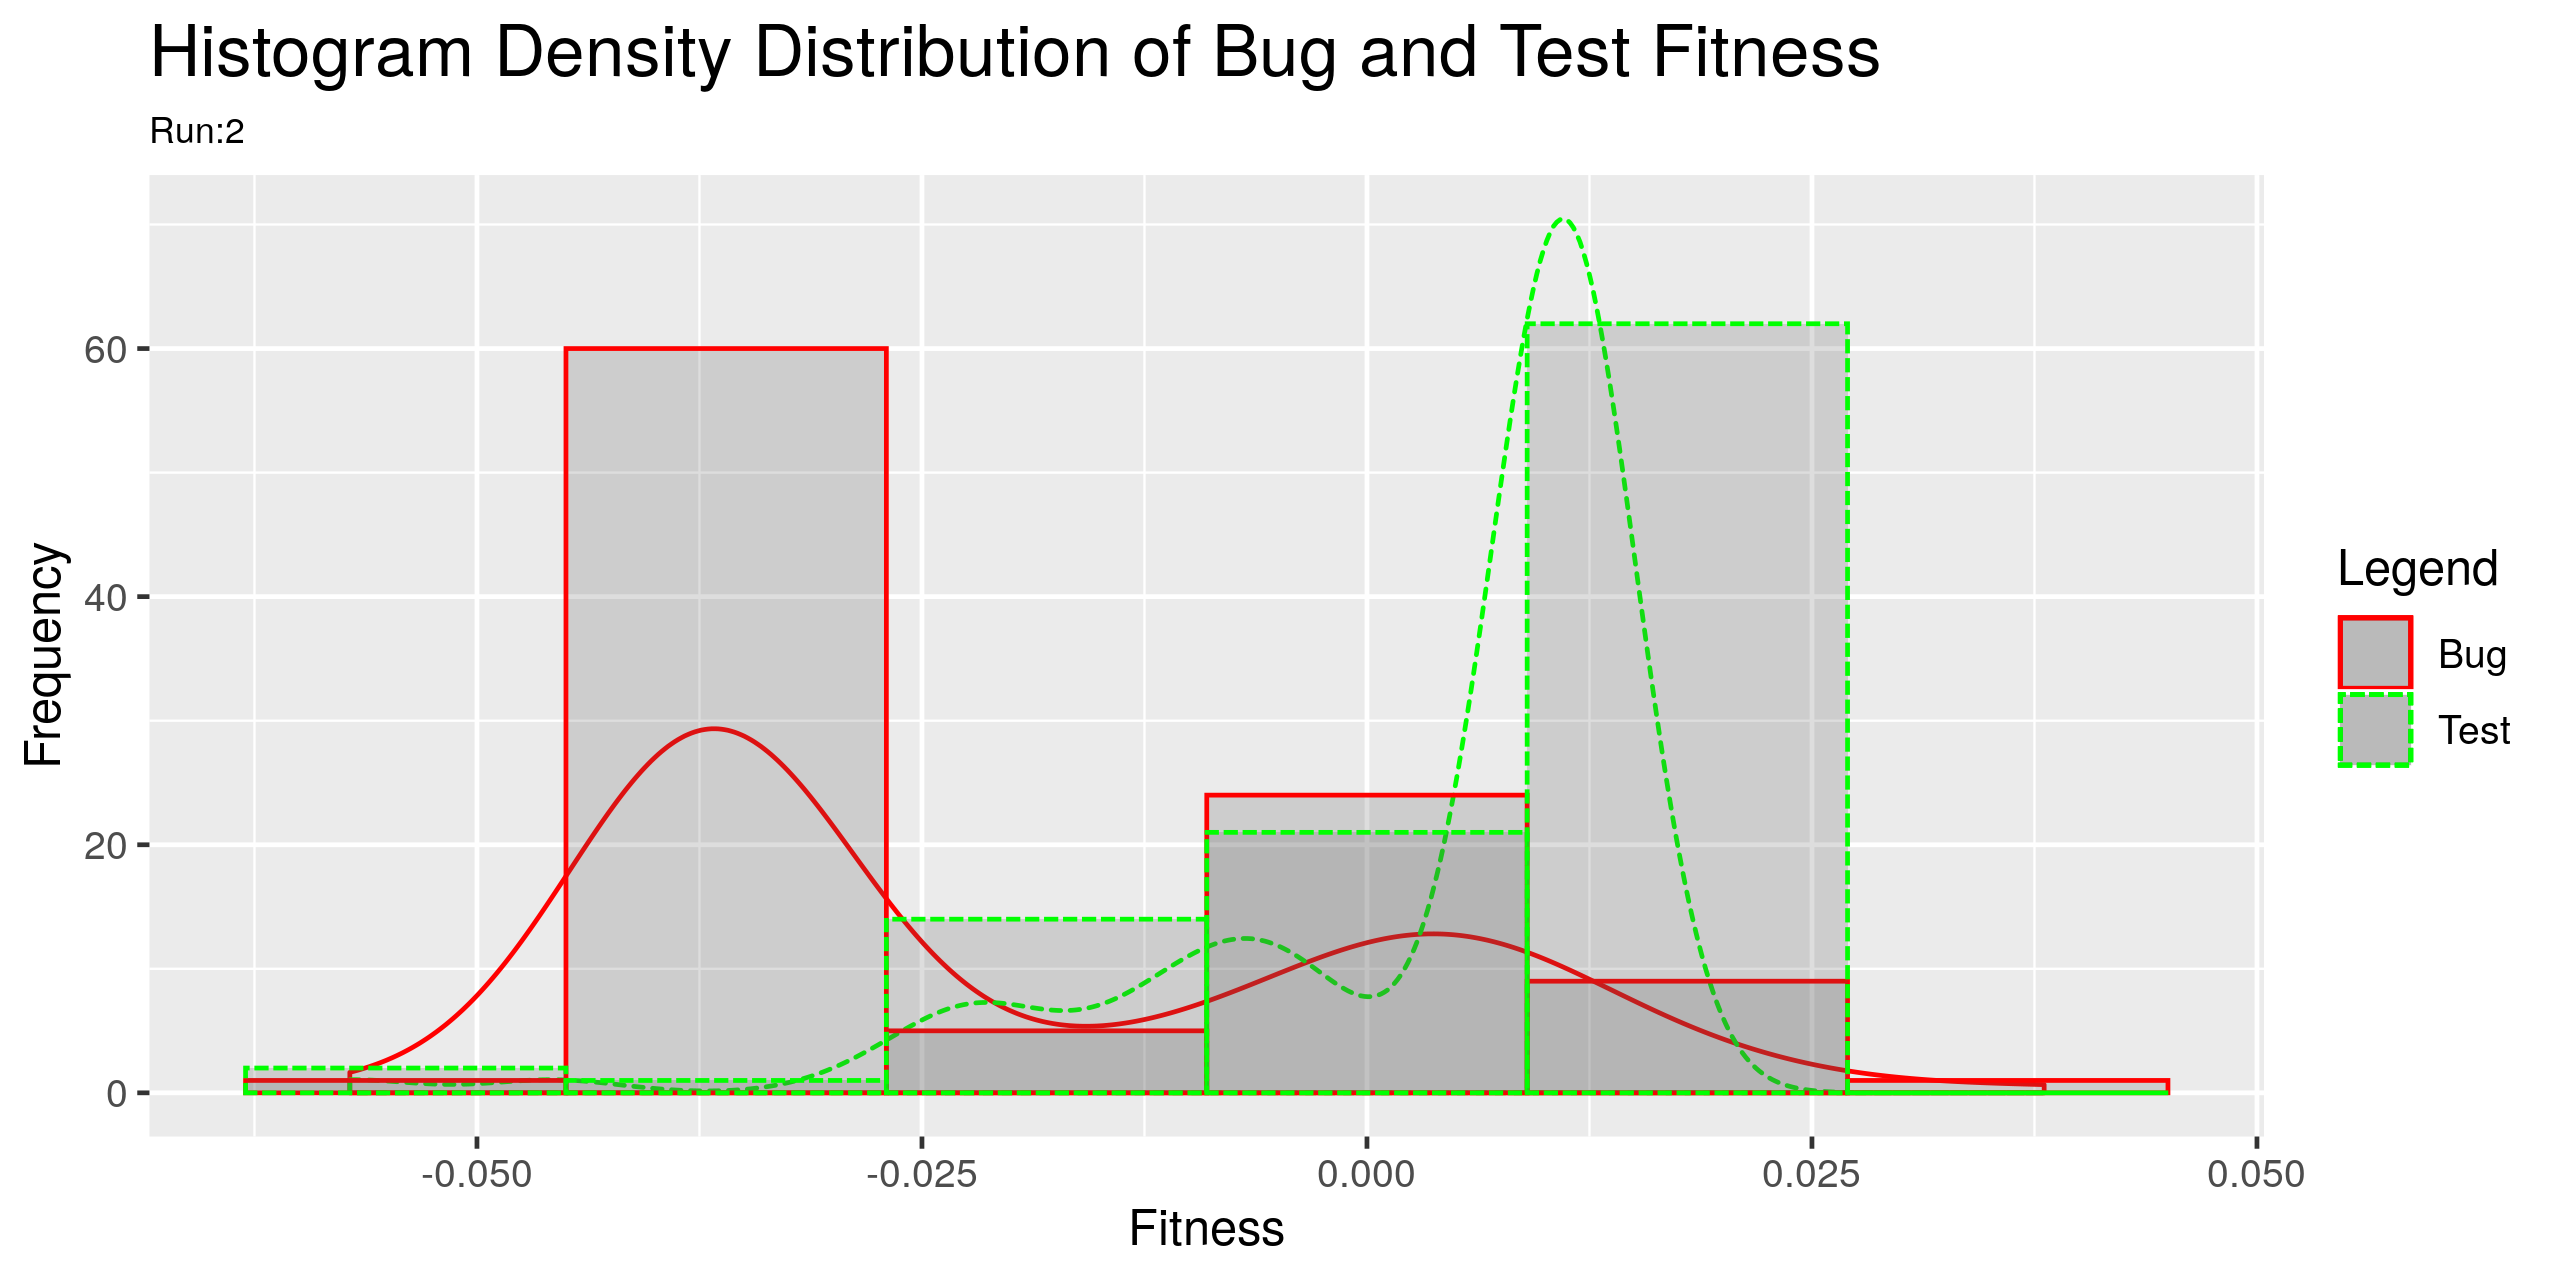 Histogram Density Distribution of Bug and Test Fitness
Run:2
Frequency
60
40
20
0
-0.050
-0.025
0.000
0.025
0.050
Fitness
Legend
Bug
Test